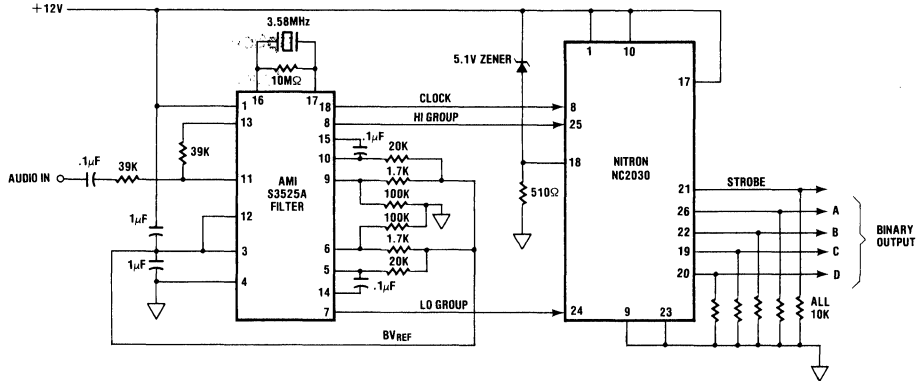 +12V
3.58MHz
10MΩ
5.1V ZENER
1
10
17
16
17
1
18
CLOCK
8
13
8
HI GROUP
25
15
.1μF
39K
10
20K
18
NITRON
NC2030
.1μF
39K
AMI
S3525A
FILTER
9
1.7K
510Ω
AUDIO IN
11
100K
21
STROBE
12
100K
26
A
1μF
22
B
BINARY
OUTPUT
3
6
1.7K
19
C
1μF
5
20K
20
D
4
.1μF
14
ALL
10K
7
LO GROUP
24
9
23
BVREF